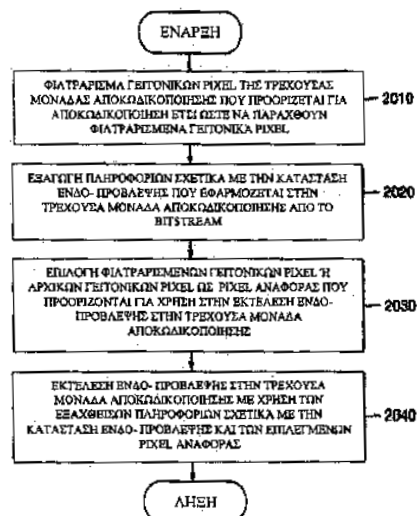 ΕΝΑΡΞΗ
ΦΙΛΤΡΑΡΙΣΜΑ ΓΕΙΤΟΝΙΚΩΝ PIXEL ΤΗΣ ΤΡΕΧΟΥΣΑΣ
ΜΟΝΑΔΑΣ ΑΠΟΚΩΔΙΚΟΠΟΙΗΣΗΣ ΠΟΥ ΠΡΟΟΡΙΖΕΤΑΙ ΓΙΑ
ΑΠΟΚΩΔΙΚΟΠΟΙΗΣΗ ΕΤΣΙ ΩΣΤΕ ΝΑ ΠΑΡΑΧΘΟΥΝ
ΦΙΛΤΡΑΡΙΣΜΕΝΑ ΓΕΙΤΟΝΙΚΑ PIXEL
2010
ΕΞΑΓΩΓΗ ΠΛΗΡΟΦΟΡΙΩΝ ΣΧΕΤΙΚΑ ΜΕ ΤΗΝ ΚΑΤΑΣΤΑΣΗ
ΕΝΔΟ- ΠΡΟΒΛΕΨΗΣ ΠΟΥ ΕΦΑΡΜΟΖΕΤΑΙ ΣΤΗΝ
ΤΡΕΧΟΥΣΑ ΜΟΝΑΔΑ ΑΠΟΚΩΔΙΚΟΠΟΙΗΣΗΣ ΑΠΟ ΤΟ
BITSTREAM
2020
ΕΠΙΛΟΓΗ ΦΙΛΤΡΑΡΙΣΜΕΝΩΝ ΓΕΙΤΟΝΙΚΩΝ PIXEL Ή
ΑΡΧΙΚΩΝ ΓΕΙΤΟΝΙΚΩΝ PIXEL ΩΣ PIXEL ΑΝΑΦΟΡΑΣ ΠΟΥ
ΠΡΟΟΡΙΖΟΝΤΑΙ ΓΙΑ ΧΡΗΣΗ ΣΤΗΝ ΕΚΤΕΛΕΣΗ ΕΝΔΟ-
ΠΡΟΒΛΕΨΗΣ ΣΤΗΝ ΤΡΕΧΟΥΣΑ ΜΟΝΑΔΑ
ΑΠΟΚΩΔΙΚΟΠΟΙΗΣΗΣ
2030
ΕΚΤΕΛΕΣΗ ΕΝΔΟ- ΠΡΟΒΛΕΨΗΣ ΣΤΗΝ ΤΡΕΧΟΥΣΑ
ΜΟΝΑΔΑ ΑΠΟΚΩΔΙΚΟΠΟΙΗΣΗΣ ΜΕ ΧΡΗΣΗ ΤΩΝ
ΕΞΑΧΘΕΙΣΩΝ ΠΛΗΡΟΦΟΡΙΩΝ ΣΧΕΤΙΚΑ ΜΕ ΤΗΝ
ΚΑΤΑΣΤΑΣΗ ΕΝΔΟ- ΠΡΟΒΛΕΨΗΣ ΚΑΙ ΤΩΝ ΕΠΙΛΕΓΜΕΝΩΝ
PIXEL ΑΝΑΦΟΡΑΣ
2040
ΛΗΞΗ